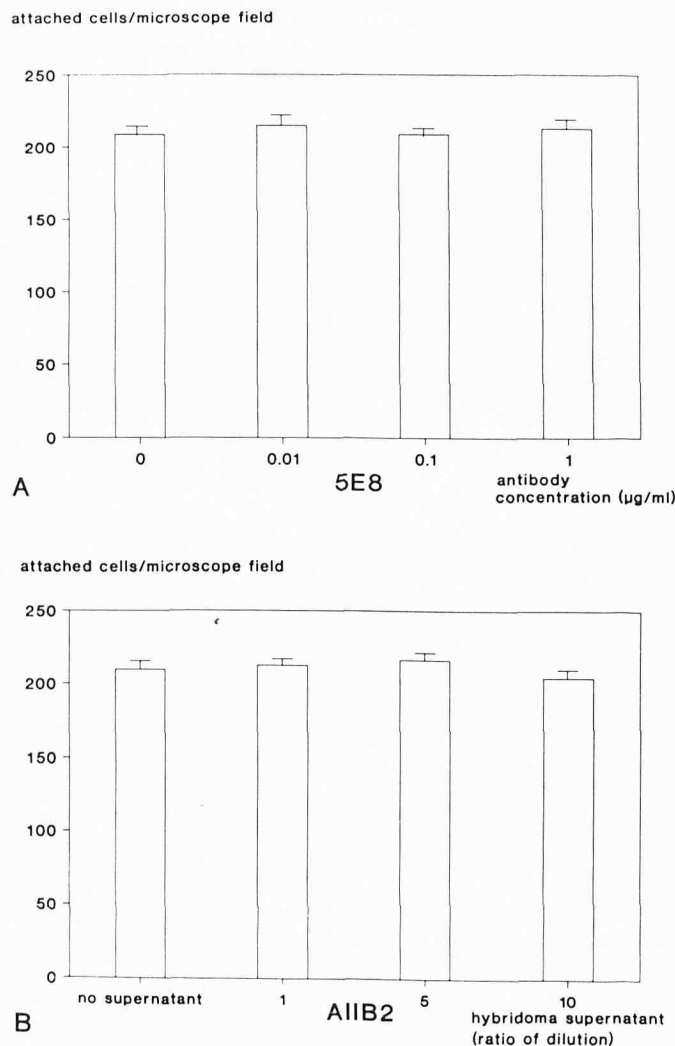 attached cells/microscope field
250
200
150
100
50
0
0 0.01 0.1 1
A 5E8 antibody
concentration (µg/ml)
attached cells/microscope field
250
200
150
100
50
0
no supernatant 1 5 10
B AIIB2 hybridoma supernatant
(ratio of dilution)